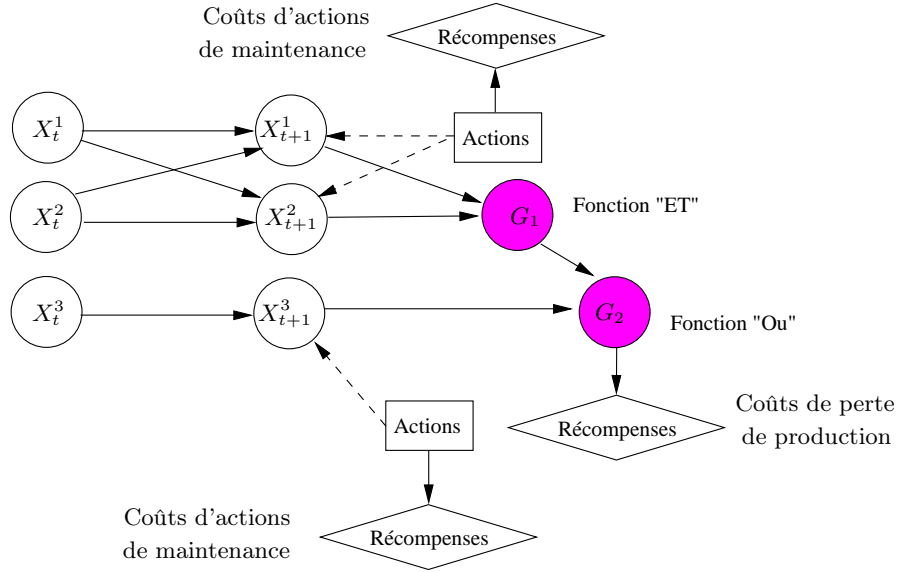 Coûts d'actions
de maintenance
Récompenses
X_t^1
X_{t+1}^1
Actions
X_t^2
X_{t+1}^2
G_1
Fonction "ET"
X_t^3
X_{t+1}^3
G_2
Fonction "Ou"
Actions
Récompenses
Coûts de perte
de production
Coûts d'actions
de maintenance
Récompenses